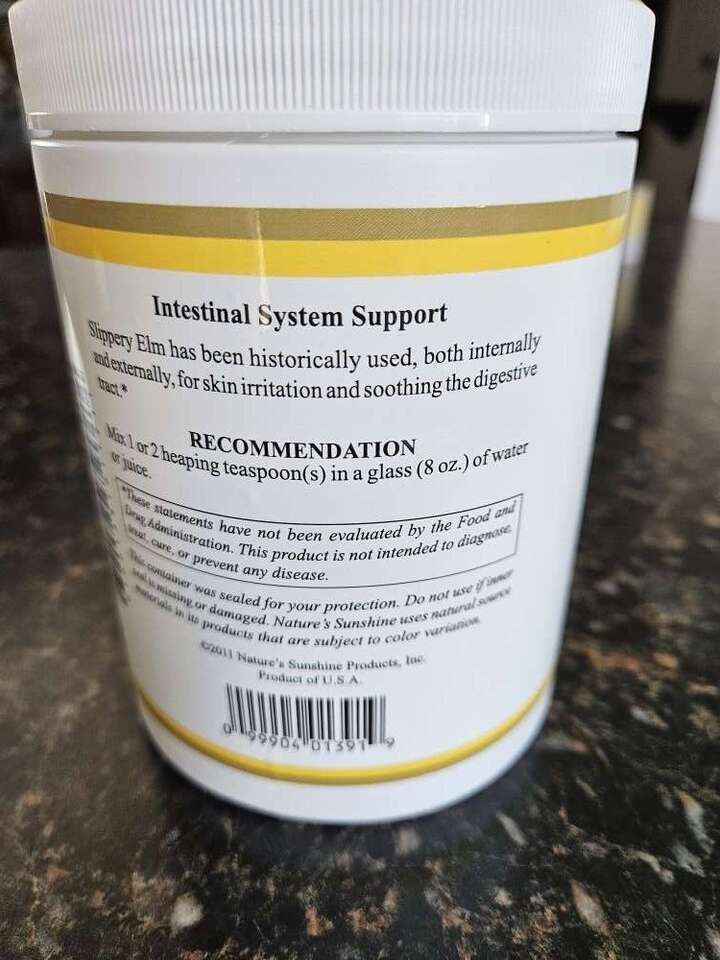 Intestinal System Support
Slippery Elm has been historically used, both internally
and externally, for skin irritation and soothing the digestive
tract.*
RECOMMENDATION
Mix 1 or 2 heaping teaspoon(s) in a glass (8 oz.) of water
or juice.
*These statements have not been evaluated by the Food and
Drug Administration. This product is not intended to diagnose,
treat, cure, or prevent any disease.
This container was sealed for your protection. Do not use if inner
seal is missing or damaged. Nature's Sunshine uses natural source
materials in its products that are subject to color variation.
©2011 Nature's Sunshine Products, Inc.
Product of U.S.A.
0 99904 01391 9